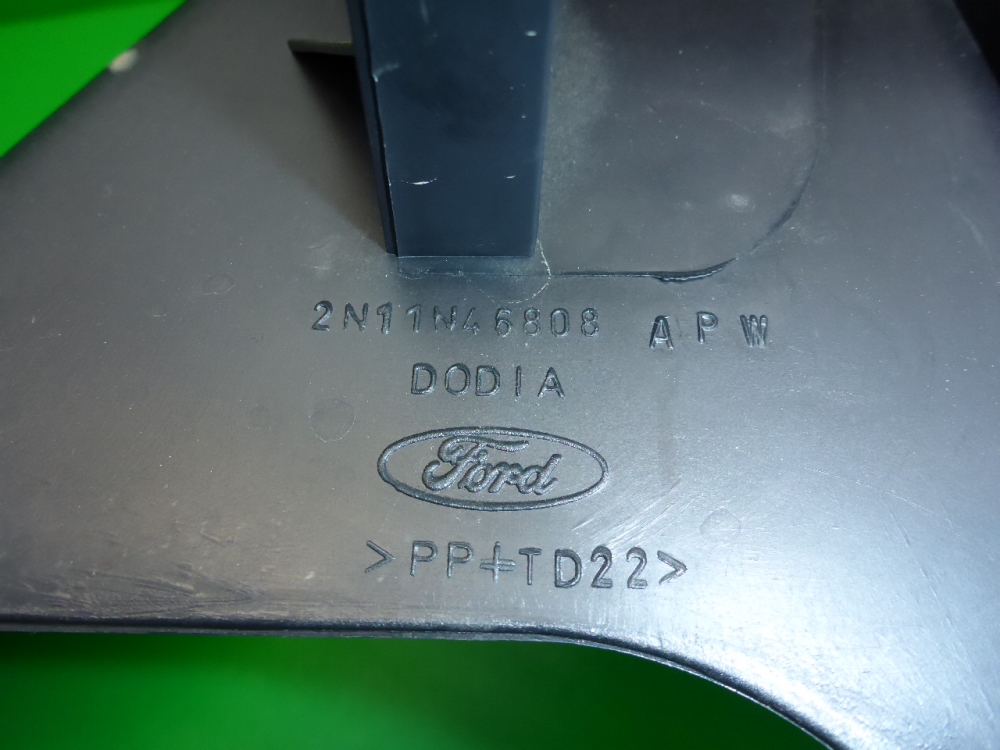 2N11N46808 APW
DODIA
Ford
>PP+TD22>